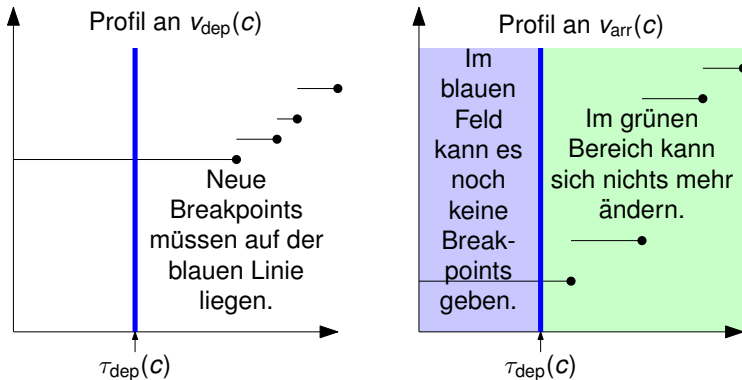 Profil an v_dep(c)
Neue
Breakpoints
müssen auf der
blauen Linie
liegen.
τ_dep(c)
Profil an v_arr(c)
Im
blauen
Feld
kann es
noch
keine
Break-
points
geben.
Im grünen
Bereich kann
sich nichts mehr
ändern.
τ_dep(c)